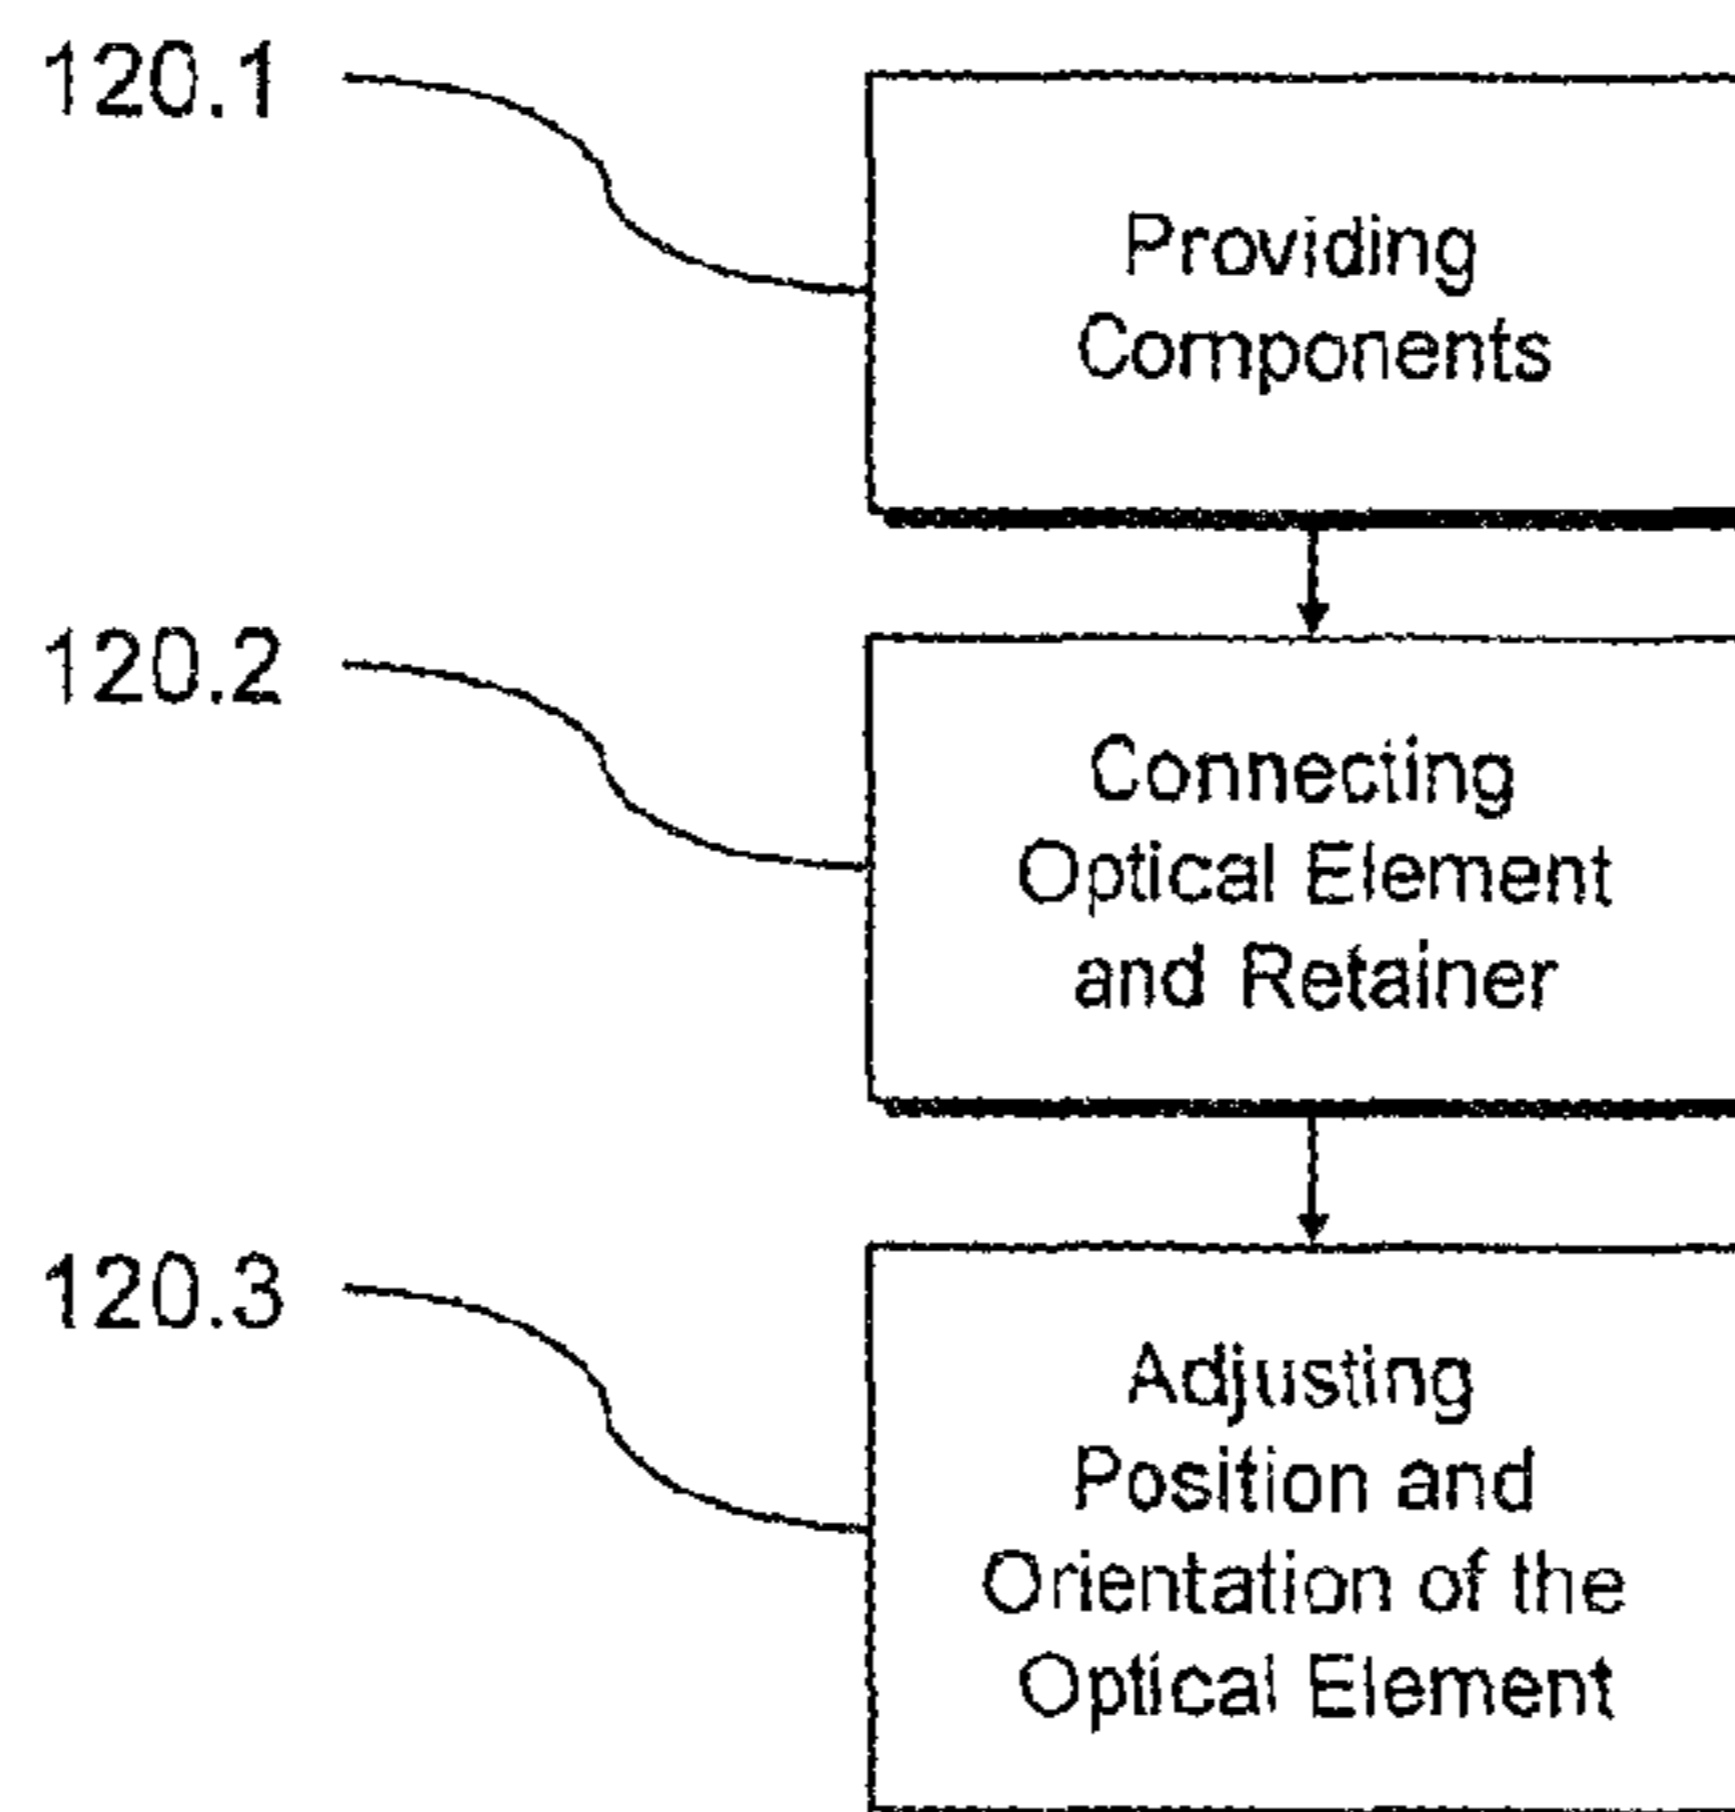 120.1
Providing
Components
120.2
Connecting
Optical Element
and Retainer
120.3
Adjusting
Position and
Orientation of the
Optical Element